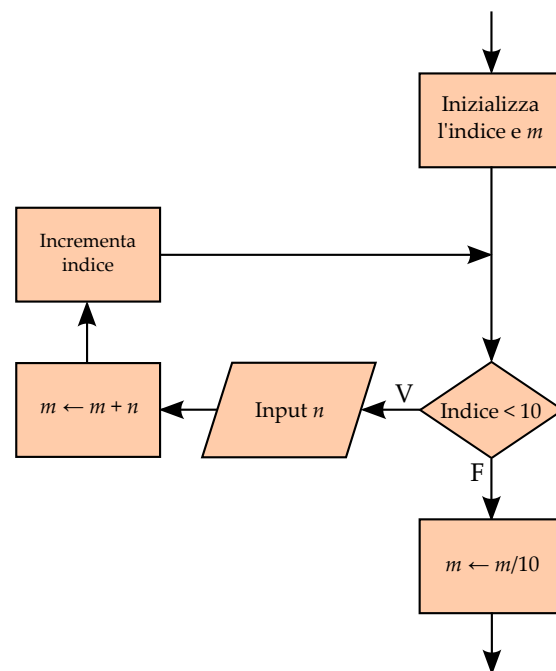 Inizializza
l'indice e m
Incrementa
indice
m ← m + n
Input n
V
Indice < 10
F
m ← m/10